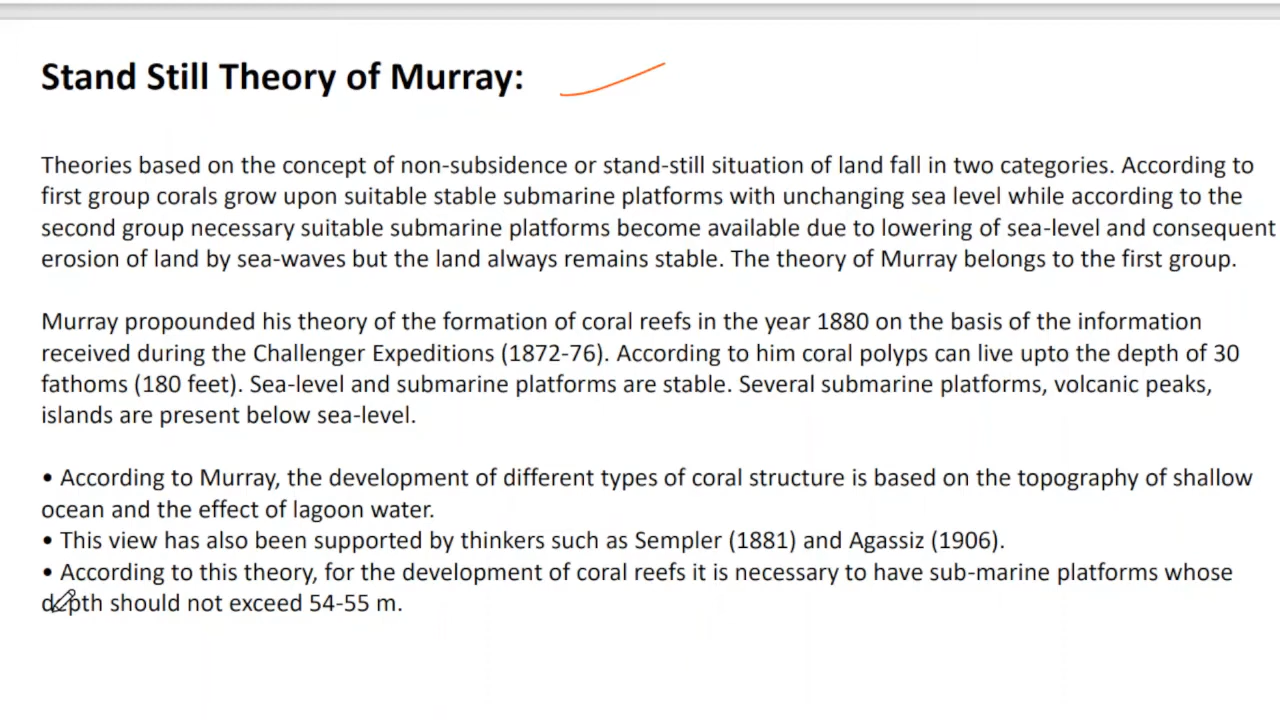 Stand Still Theory of Murray:
Theories based on the concept of non-subsidence or stand-still situation of land fall in two categories. According to
first group corals grow upon suitable stable submarine platforms with unchanging sea level while according to the
second group necessary suitable submarine platforms become available due to lowering of sea-level and consequent
erosion of land by sea-waves but the land always remains stable. The theory of Murray belongs to the first group.
Murray propounded his theory of the formation of coral reefs in the year 1880 on the basis of the information
received during the Challenger Expeditions (1872-76). According to him coral polyps can live upto the depth of 30
fathoms (180 feet). Sea-level and submarine platforms are stable. Several submarine platforms, volcanic peaks,
islands are present below sea-level.
• According to Murray, the development of different types of coral structure is based on the topography of shallow
ocean and the effect of lagoon water.
• This view has also been supported by thinkers such as Sempler (1881) and Agassiz (1906).
• According to this theory, for the development of coral reefs it is necessary to have sub-marine platforms whose
depth should not exceed 54-55 m.